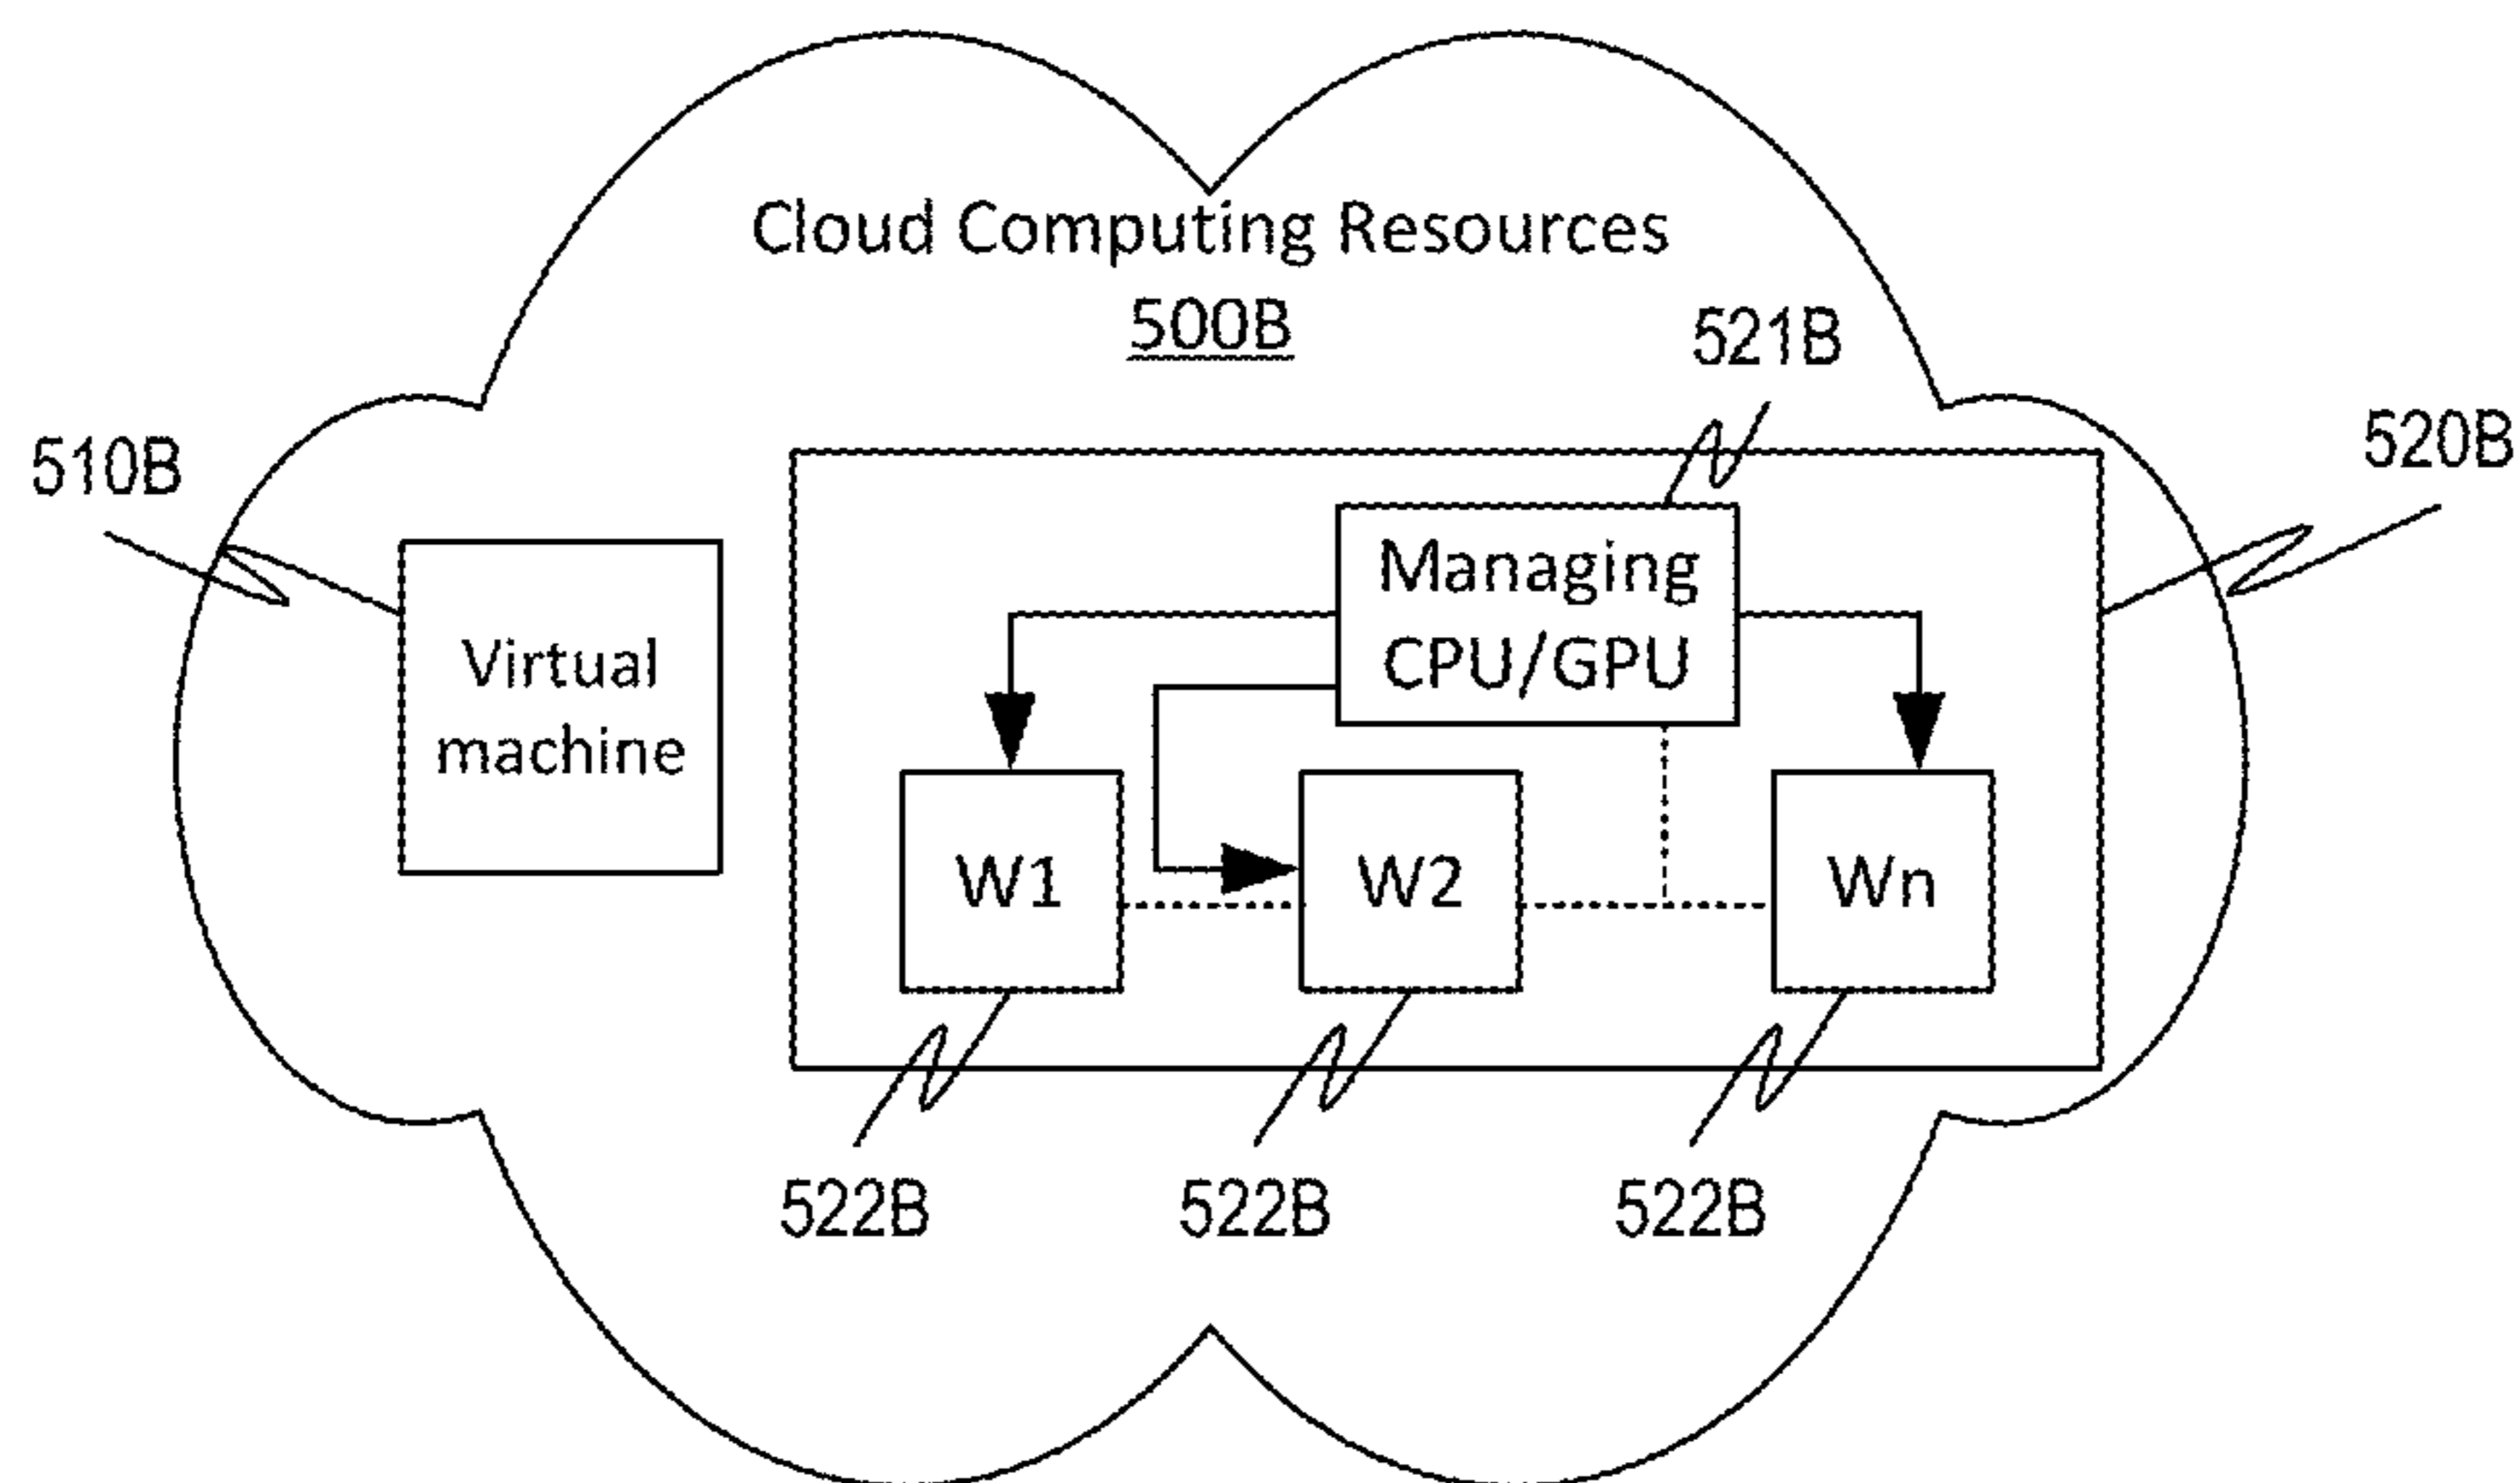 Cloud Computing Resources
500B
521B
510B
520B
Managing
CPU/GPU
Virtual
machine
W1
W2
Wn
522B
522B
522B